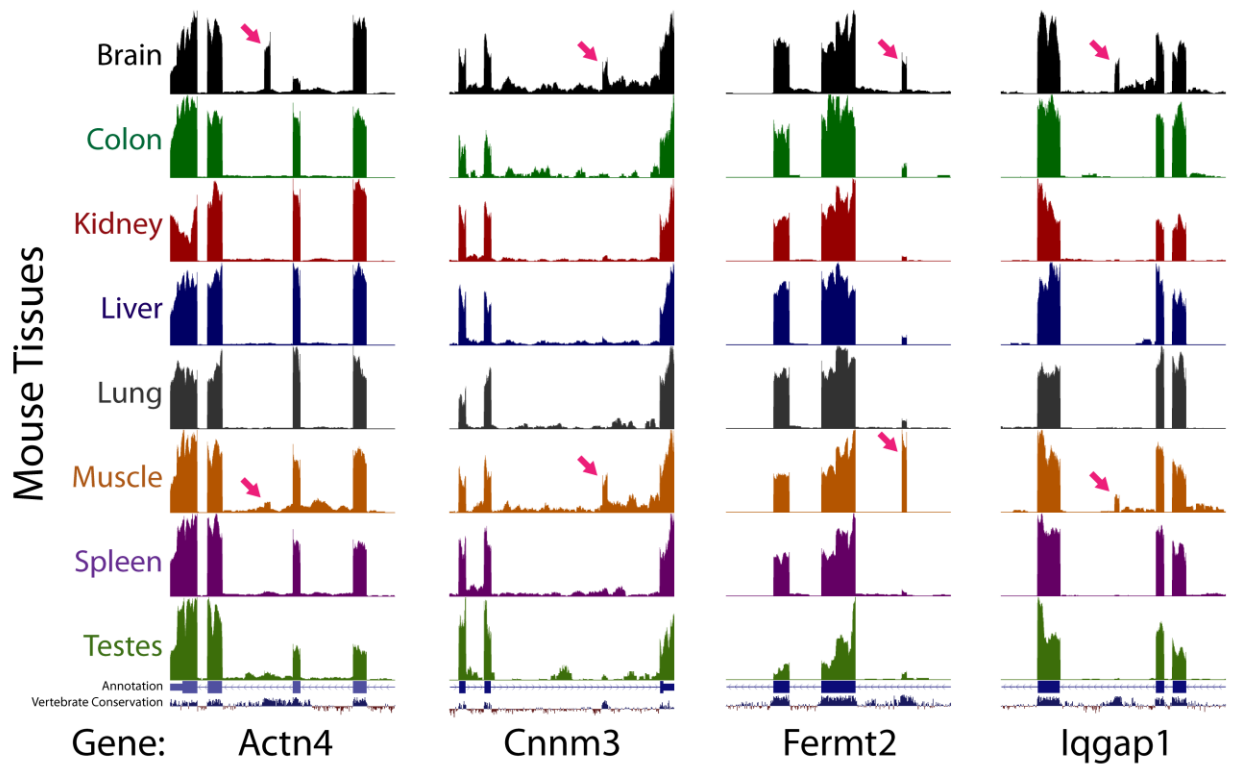 Mouse Tissues
Brain
Colon
Kidney
Liver
Lung
Muscle
Spleen
Testes
Annotation
Vertebrate Conservation
Gene: Actn4 Cnnm3 Fermt2 Iqgap1